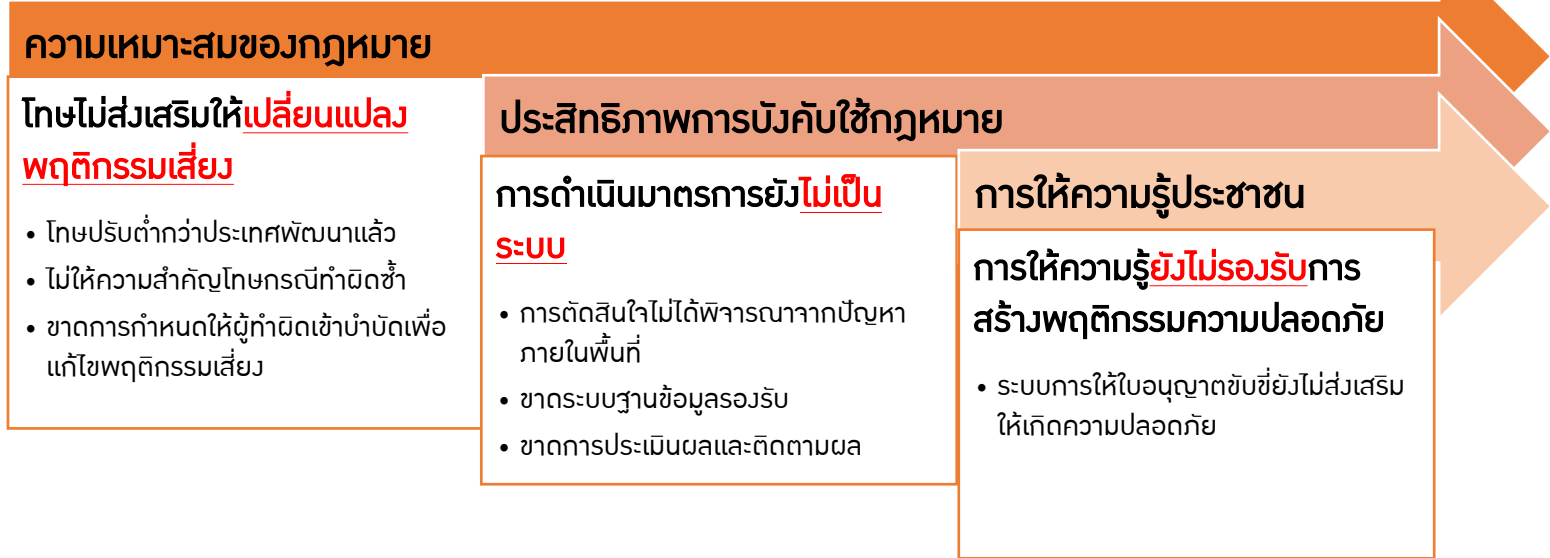 ความเหมาะสมของกฎหมาย
โทษไม่ส่งเสริมให้เปลี่ยนแปลง
พฤติกรรมเสี่ยง
• โทษปรับต่ำกว่าประเทศพัฒนาแล้ว
• ไม่ให้ความสำคัญโทษกรณีทำผิดซ้ำ
• ขาดการกำหนดให้ผู้ทำผิดเข้าบำบัดเพื่อ
แก้ไขพฤติกรรมเสี่ยง
ประสิทธิภาพการบังคับใช้กฎหมาย
การดำเนินมาตรการยังไม่เป็น
ระบบ
• การตัดสินใจไม่ได้พิจารณาจากปัญหา
ภายในพื้นที่
• ขาดระบบฐานข้อมูลรองรับ
• ขาดการประเมินผลและติดตามผล
การให้ความรู้ประชาชน
การให้ความรู้ยังไม่รองรับการ
สร้างพฤติกรรมความปลอดภัย
• ระบบการให้ใบอนุญาตขับขี่ยังไม่ส่งเสริม
ให้เกิดความปลอดภัย